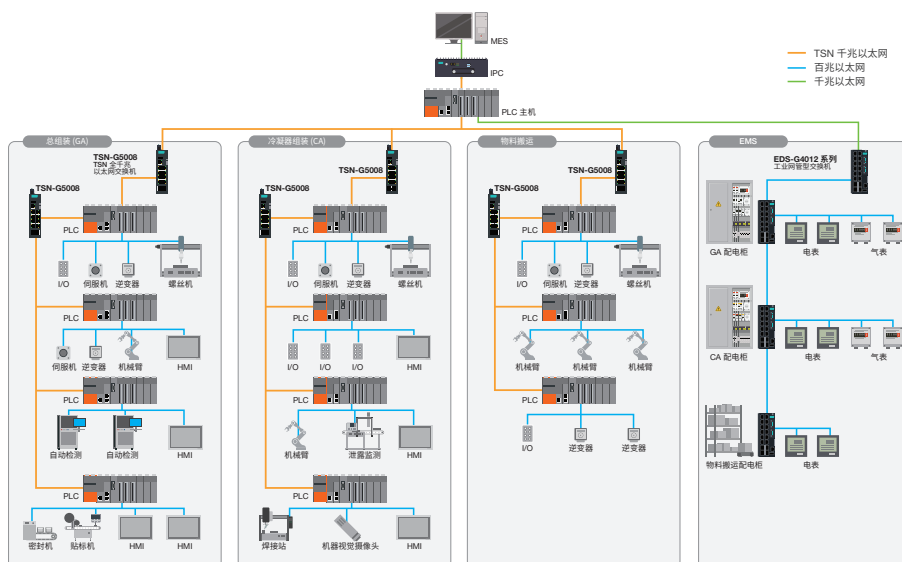 MES
IPC
PLC 主机
TSN 千兆以太网
百兆以太网
千兆以太网
总组装 (GA)
TSN-G5008
TSN 全千兆
以太网交换机
TSN-G5008
PLC
I/O
伺服机
逆变器
螺丝机
PLC
伺服机
逆变器
机械臂
HMI
PLC
自动检测
自动检测
HMI
PLC
密封机
贴标机
HMI
HMI
冷凝器组装 (CA)
TSN-G5008
TSN-G5008
PLC
I/O
伺服机
逆变器
螺丝机
PLC
I/O
I/O
I/O
HMI
PLC
机械臂
泄露监测
HMI
PLC
焊接站
机器视觉摄像头
HMI
物料搬运
TSN-G5008
TSN-G5008
PLC
I/O
伺服机
逆变器
螺丝机
PLC
机械臂
机械臂
机械臂
PLC
I/O
逆变器
逆变器
EMS
EDS-G4012 系列
工业网管型交换机
GA 配电柜
电表
气表
CA 配电柜
电表
气表
物料搬运配电柜
电表